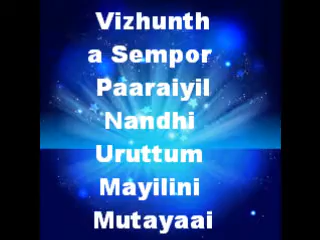 Vizhunth
a Sempor
Paaraiyil
Nandhi
Uruttum
Mayilini
Mutayaai